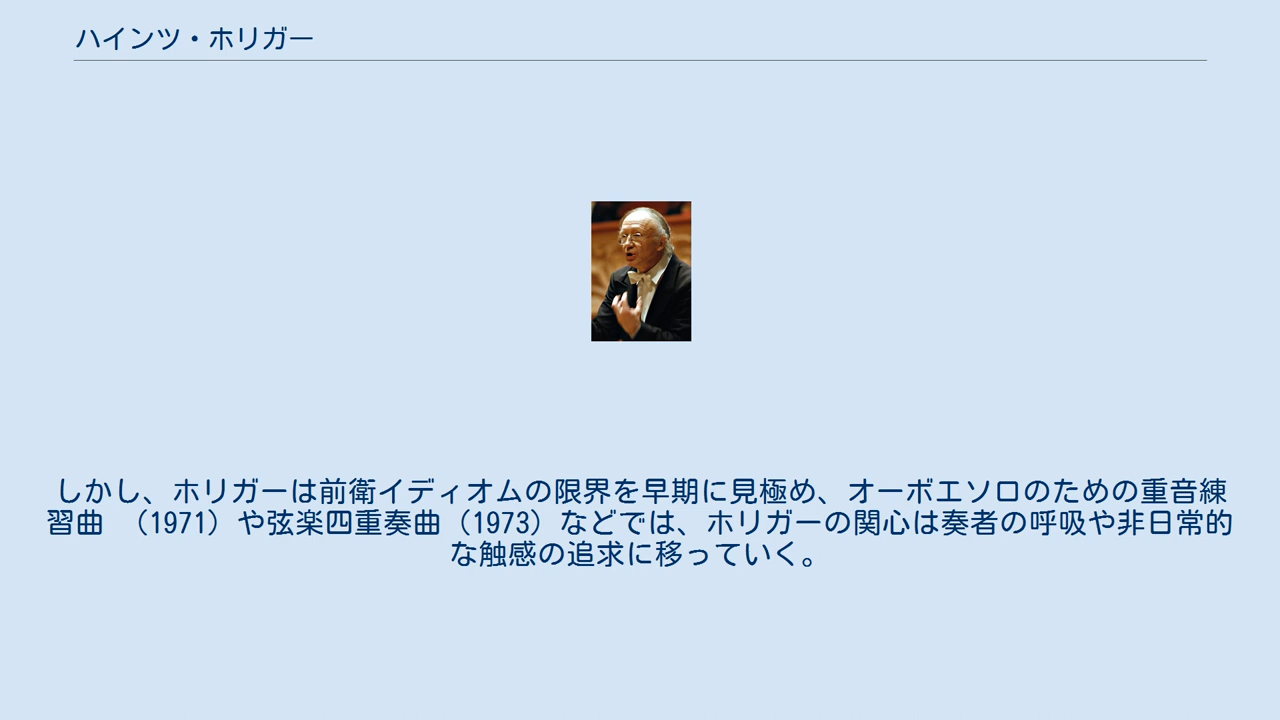 ハインツ・ホリガー
しかし、ホリガーは前衛イディオムの限界を早期に見極め、オーボエソロのための重音練
習曲 （1971）や弦楽四重奏曲（1973）などでは、ホリガーの関心は奏者の呼吸や非日常的
な触感の追求に移っていく。